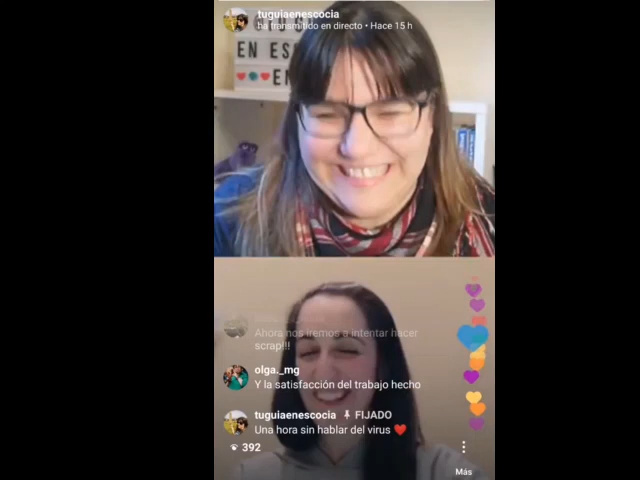 tuguiaenescocia
ha transmitido en directo • Hace 15 h
EN ES
EN
Ahora nos iremos a intentar hacer
scrap!!!
olga._mg
Y la satisfacción del trabajo hecho
tuguiaenescocia FIJADO
Una hora sin hablar del virus ❤️
392
Más